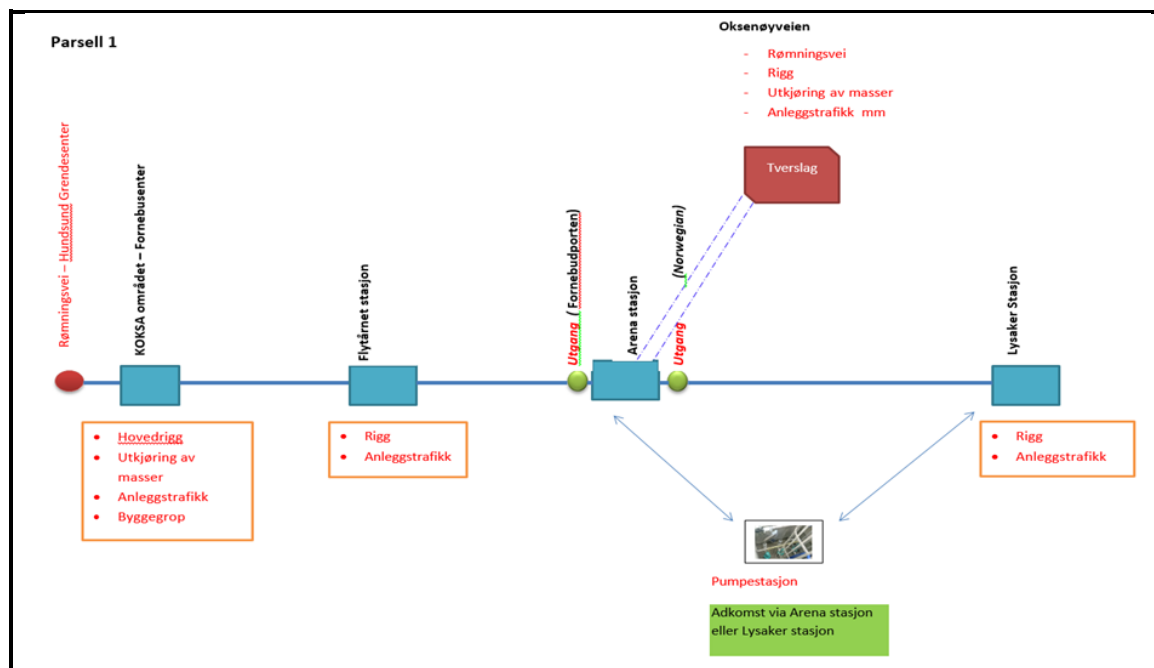 Parsell 1
Oksenøyveien
- Rømningsvei
- Rigg
- Utkjøring av masser
- Anleggstrafikk mm
Tverslag
Rømningsvei – Hundsund Grendesenter
KOKSA området – Fornebusenter
Flytårnet stasjon
Utgang ( Fornebudporten)
Arena stasjon
Utgang (Norwegian)
Lysaker Stasjon
• Hovedrigg
• Utkjøring av
masser
• Anleggstrafikk
• Byggegrop
• Rigg
• Anleggstrafikk
• Rigg
• Anleggstrafikk
Pumpestasjon
Adkomst via Arena stasjon
eller Lysaker stasjon